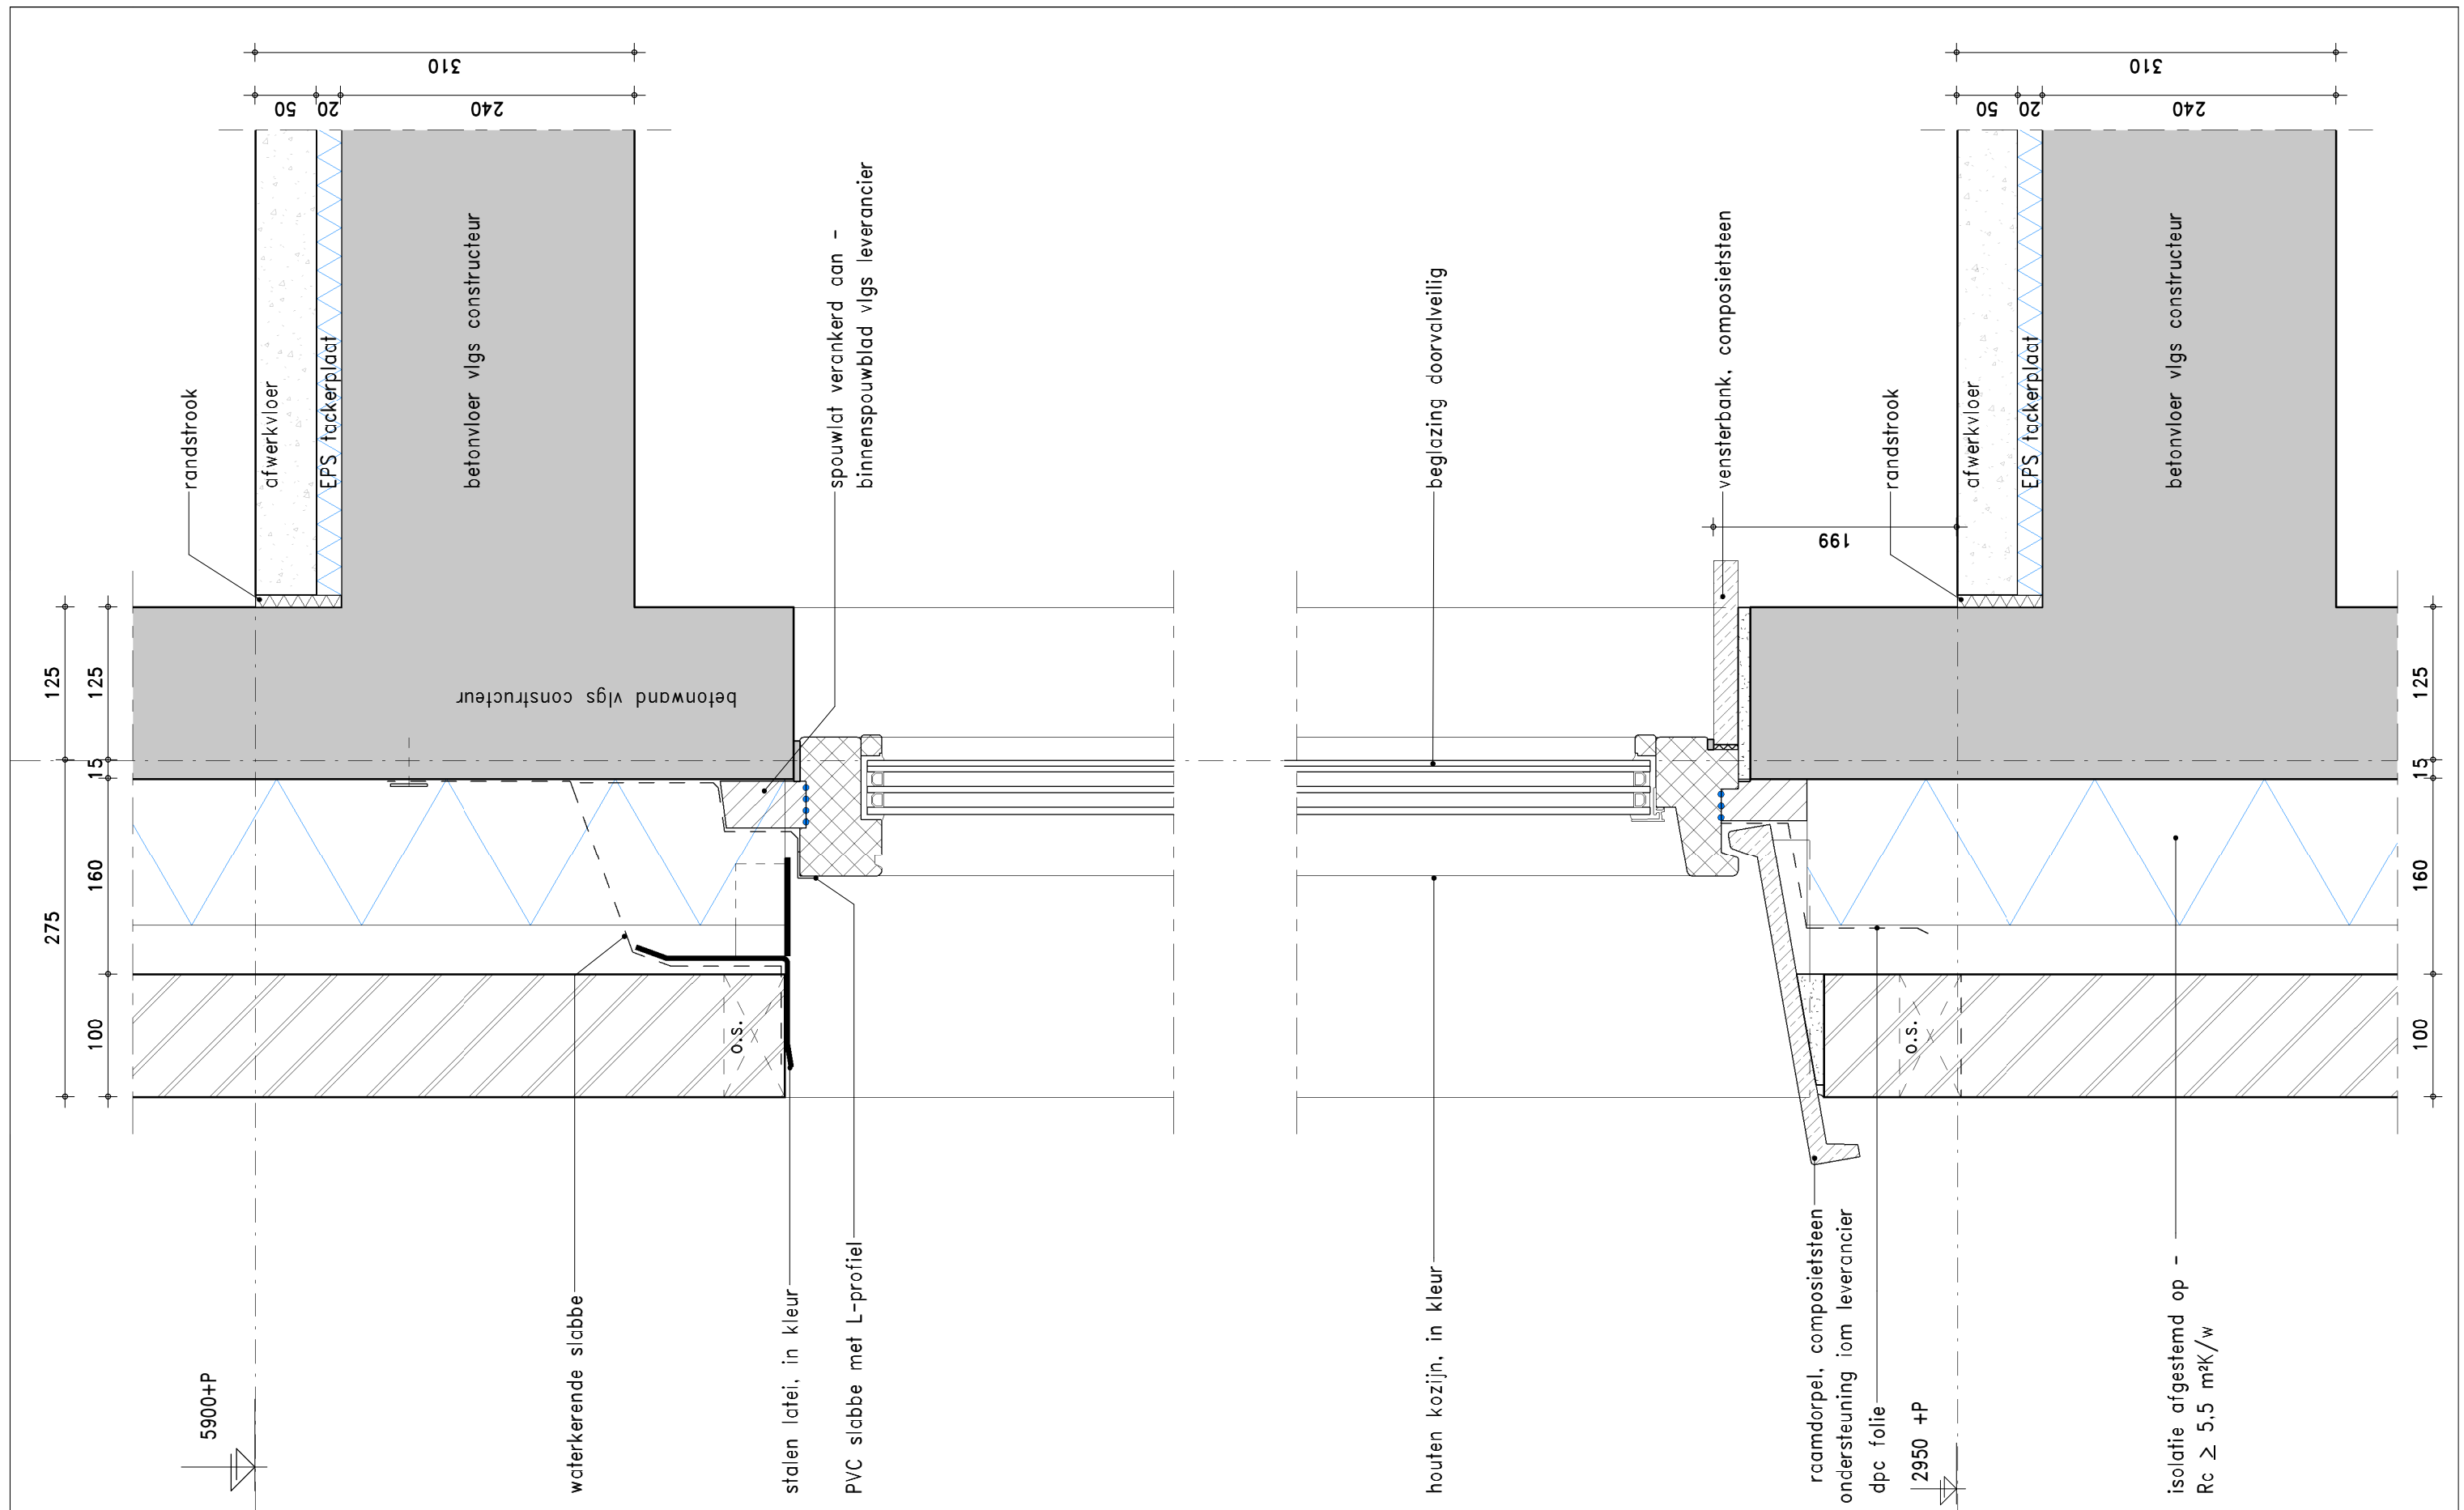 310
50
20
240
310
50
20
240
randstrook
afwerkvloer
EPS tackerplaat
betonvloer vlgs constructeur
spouwlat verankerd aan -
binnenspouwblad vlgs leverancier
beglazing doorvalveilig
vensterbank, composietsteen
199
randstrook
afwerkvloer
EPS tackerplaat
betonvloer vlgs constructeur
betonwand vlgs constructeur
125
275
125
15
160
100
125
15
160
100
o.s.
o.s.
5900+P
waterkerende slabbe
stalen latei, in kleur
PVC slabbe met L-profiel
houten kozijn, in kleur
raamdorpel, composietsteen
ondersteuning iom leverancier
dpc folie
2950 +P
isolatie afgestemd op -
Rc ≥ 5,5 m²K/w